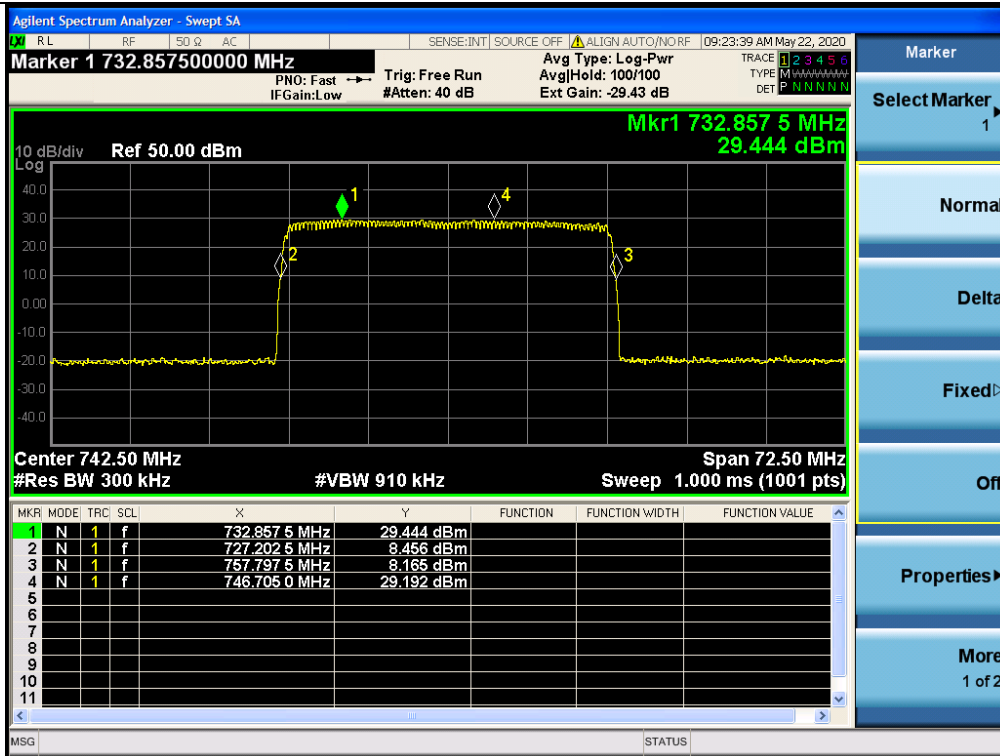 Agilent Spectrum Analyzer - Swept SA
LXI RL RF 50 Ω AC SENSE:INT SOURCE OFF ALIGN AUTO/NO RF 09:23:39 AM May 22, 2020
Marker 1 732.857500000 MHz
PNO: Fast
IFGain:Low
Trig: Free Run
#Atten: 40 dB
Avg Type: Log-Pwr
Avg|Hold: 100/100
Ext Gain: -29.43 dB
TRACE 1 2 3 4 5 6
TYPE M
DET P N N N N N
Mkr1 732.857 5 MHz
29.444 dBm
10 dB/div Ref 50.00 dBm
Log
40.0
30.0
20.0
10.0
0.00
-10.0
-20.0
-30.0
-40.0
1
4
2
3
Center 742.50 MHz Span 72.50 MHz
#Res BW 300 kHz #VBW 910 kHz Sweep 1.000 ms (1001 pts)
MKR MODE TRC SCL X Y FUNCTION FUNCTION WIDTH FUNCTION VALUE
1 N 1 f 732.857 5 MHz 29.444 dBm
2 N 1 f 727.202 5 MHz 8.456 dBm
3 N 1 f 757.797 5 MHz 8.165 dBm
4 N 1 f 746.705 0 MHz 29.192 dBm
5
6
7
8
9
10
11
MSG STATUS
Marker
Select Marker
1
Normal
Delta
Fixed
Off
Properties
More
1 of 2